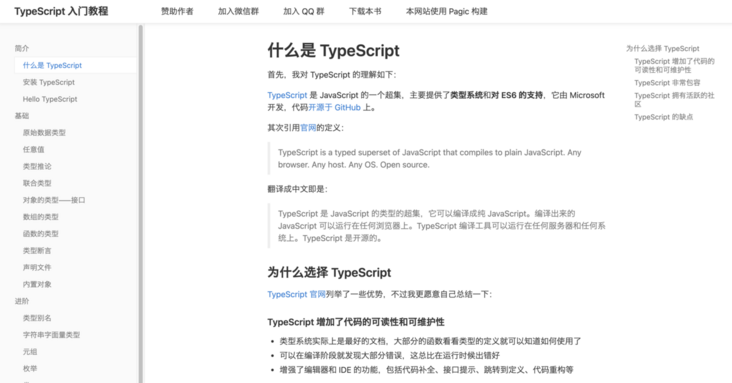 TypeScript 入门教程
赞助作者
加入微信群
加入 QQ 群
下载本书
本网站使用 Pagic 构建
简介
什么是 TypeScript
安装 TypeScript
Hello TypeScript
基础
原始数据类型
任意值
类型推论
联合类型
对象的类型——接口
数组的类型
函数的类型
类型断言
声明文件
内置对象
进阶
类型别名
字符串字面量类型
元组
枚举
什么是 TypeScript
首先，我对 TypeScript 的理解如下：
TypeScript 是 JavaScript 的一个超集，主要提供了类型系统和对 ES6 的支持，它由 Microsoft
开发，代码开源于 GitHub 上。
其次引用官网的定义：
TypeScript is a typed superset of JavaScript that compiles to plain JavaScript. Any
browser. Any host. Any OS. Open source.
翻译成中文即是：
TypeScript 是 JavaScript 的类型的超集，它可以编译成纯 JavaScript。编译出来的
JavaScript 可以运行在任何浏览器上。TypeScript 编译工具可以运行在任何服务器和任何系
统上。TypeScript 是开源的。
为什么选择 TypeScript
TypeScript 官网列举了一些优势，不过我更愿意自己总结一下：
TypeScript 增加了代码的可读性和可维护性
• 类型系统实际上是最好的文档，大部分的函数看看类型的定义就可以知道如何使用了
• 可以在编译阶段就发现大部分错误，这总比在运行时候出错好
• 增强了编辑器和 IDE 的功能，包括代码补全、接口提示、跳转到定义、代码重构等
为什么选择 TypeScript
TypeScript 增加了代码的
可读性和可维护性
TypeScript 非常包容
TypeScript 拥有活跃的社
区
TypeScript 的缺点